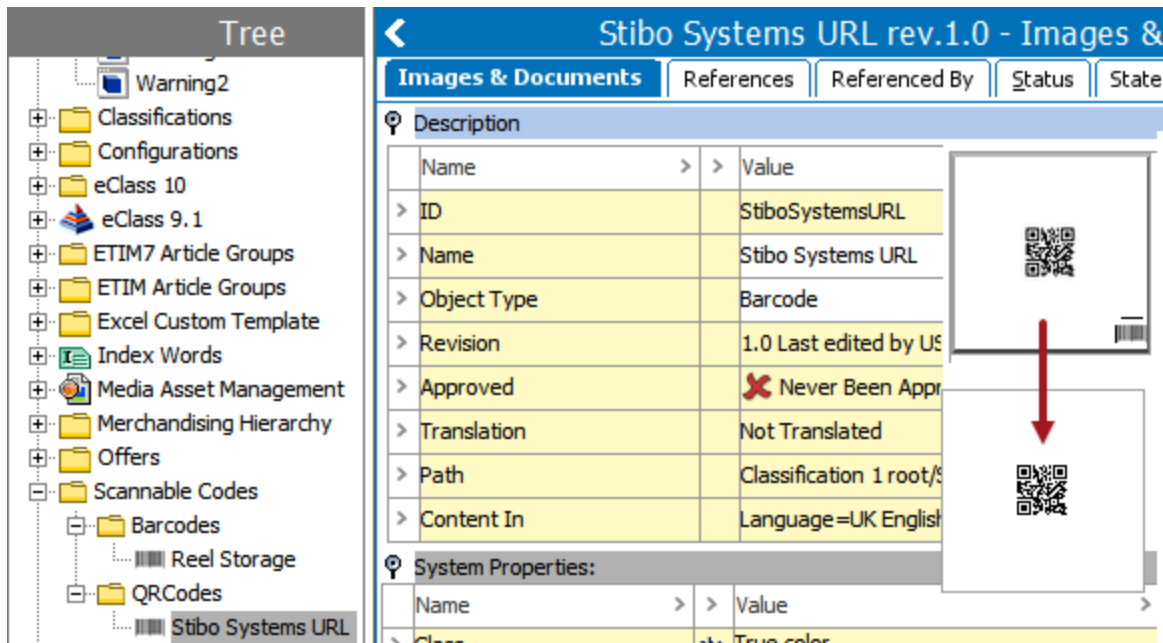 Tree
Warning2
Classifications
Configurations
eClass 10
eClass 9.1
ETIM7 Article Groups
ETIM Article Groups
Excel Custom Template
Index Words
Media Asset Management
Merchandising Hierarchy
Offers
Scannable Codes
Barcodes
Reel Storage
QRCodes
Stibo Systems URL
Stibo Systems URL rev.1.0 - Images &
Images & Documents References Referenced By Status State
Description
Name > > Value
> ID StiboSystemsURL
> Name Stibo Systems URL
> Object Type Barcode
> Revision 1.0 Last edited by US
> Approved Never Been Appr
> Translation Not Translated
> Path Classification 1 root/S
> Content In Language=UK English
System Properties:
Name > > Value >
> Class abc True color